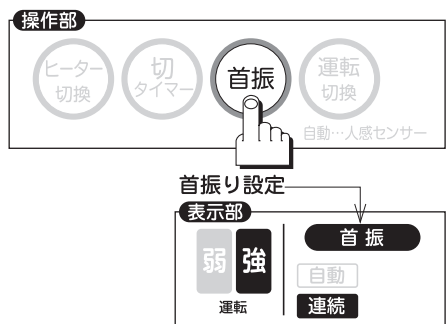 操作部
ヒーター
切換
切
タイマー
首振
運転
切換
自動…人感センサー
首振り設定
表示部
弱 強
運転
首振
自動
連続